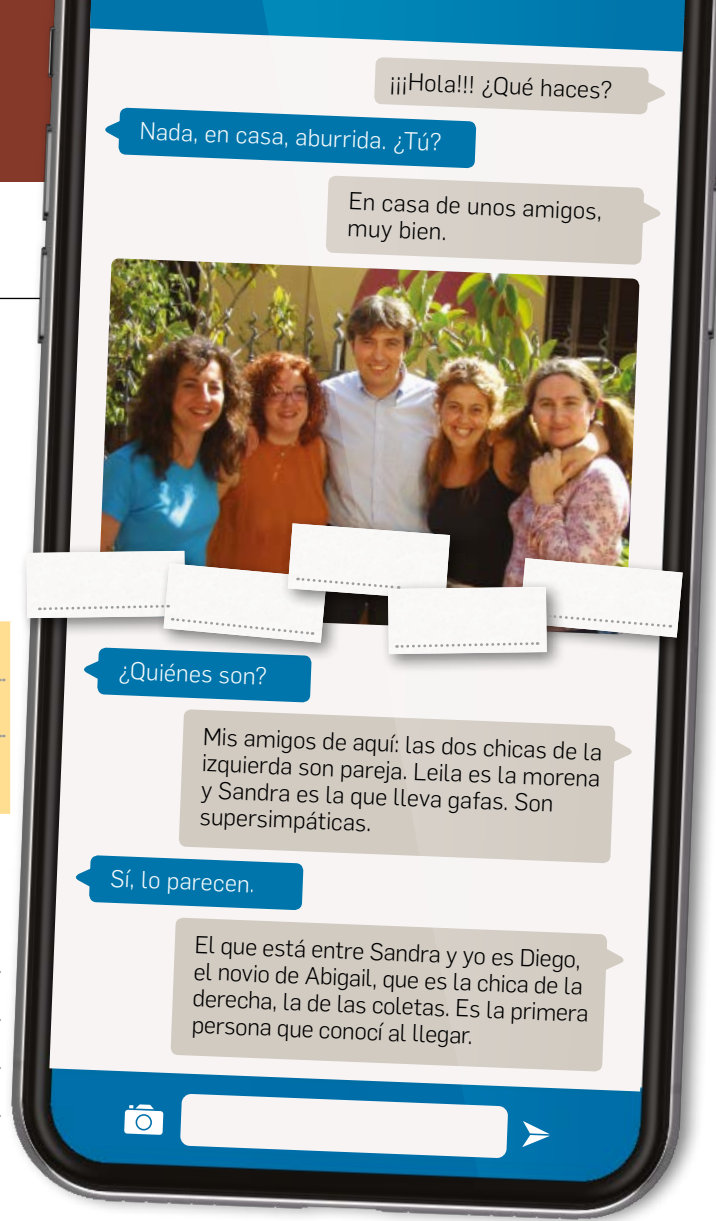 ¡¡¡Hola!!! ¿Qué haces?
Nada, en casa, aburrida. ¿Tú?
En casa de unos amigos,
muy bien.
¿Quiénes son?
Mis amigos de aquí: las dos chicas de la
izquierda son pareja. Leila es la morena
y Sandra es la que lleva gafas. Son
supersimpáticas.
Sí, lo parecen.
El que está entre Sandra y yo es Diego,
el novio de Abigail, que es la chica de la
derecha, la de las coletas. Es la primera
persona que conocí al llegar.